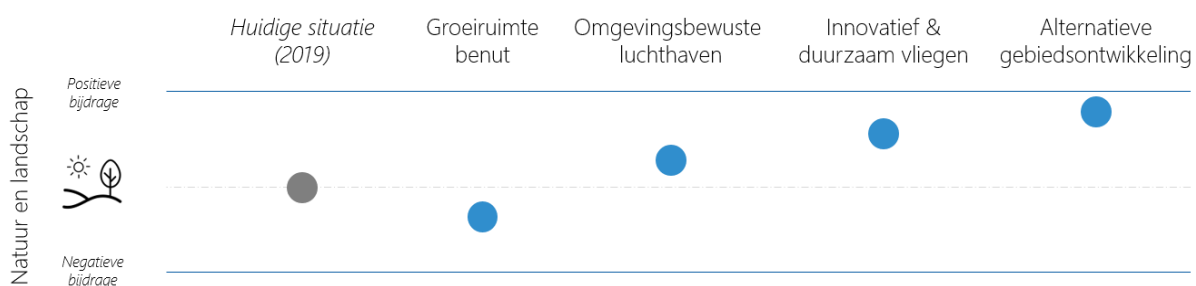 Huidige situatie
(2019)
Groeiruimte
benut
Omgevingsbewuste
luchthaven
Innovatief &
duurzaam vliegen
Alternatieve
gebiedsontwikkeling
Natuur en landschap
Positieve
bijdrage
Negatieve
bijdrage